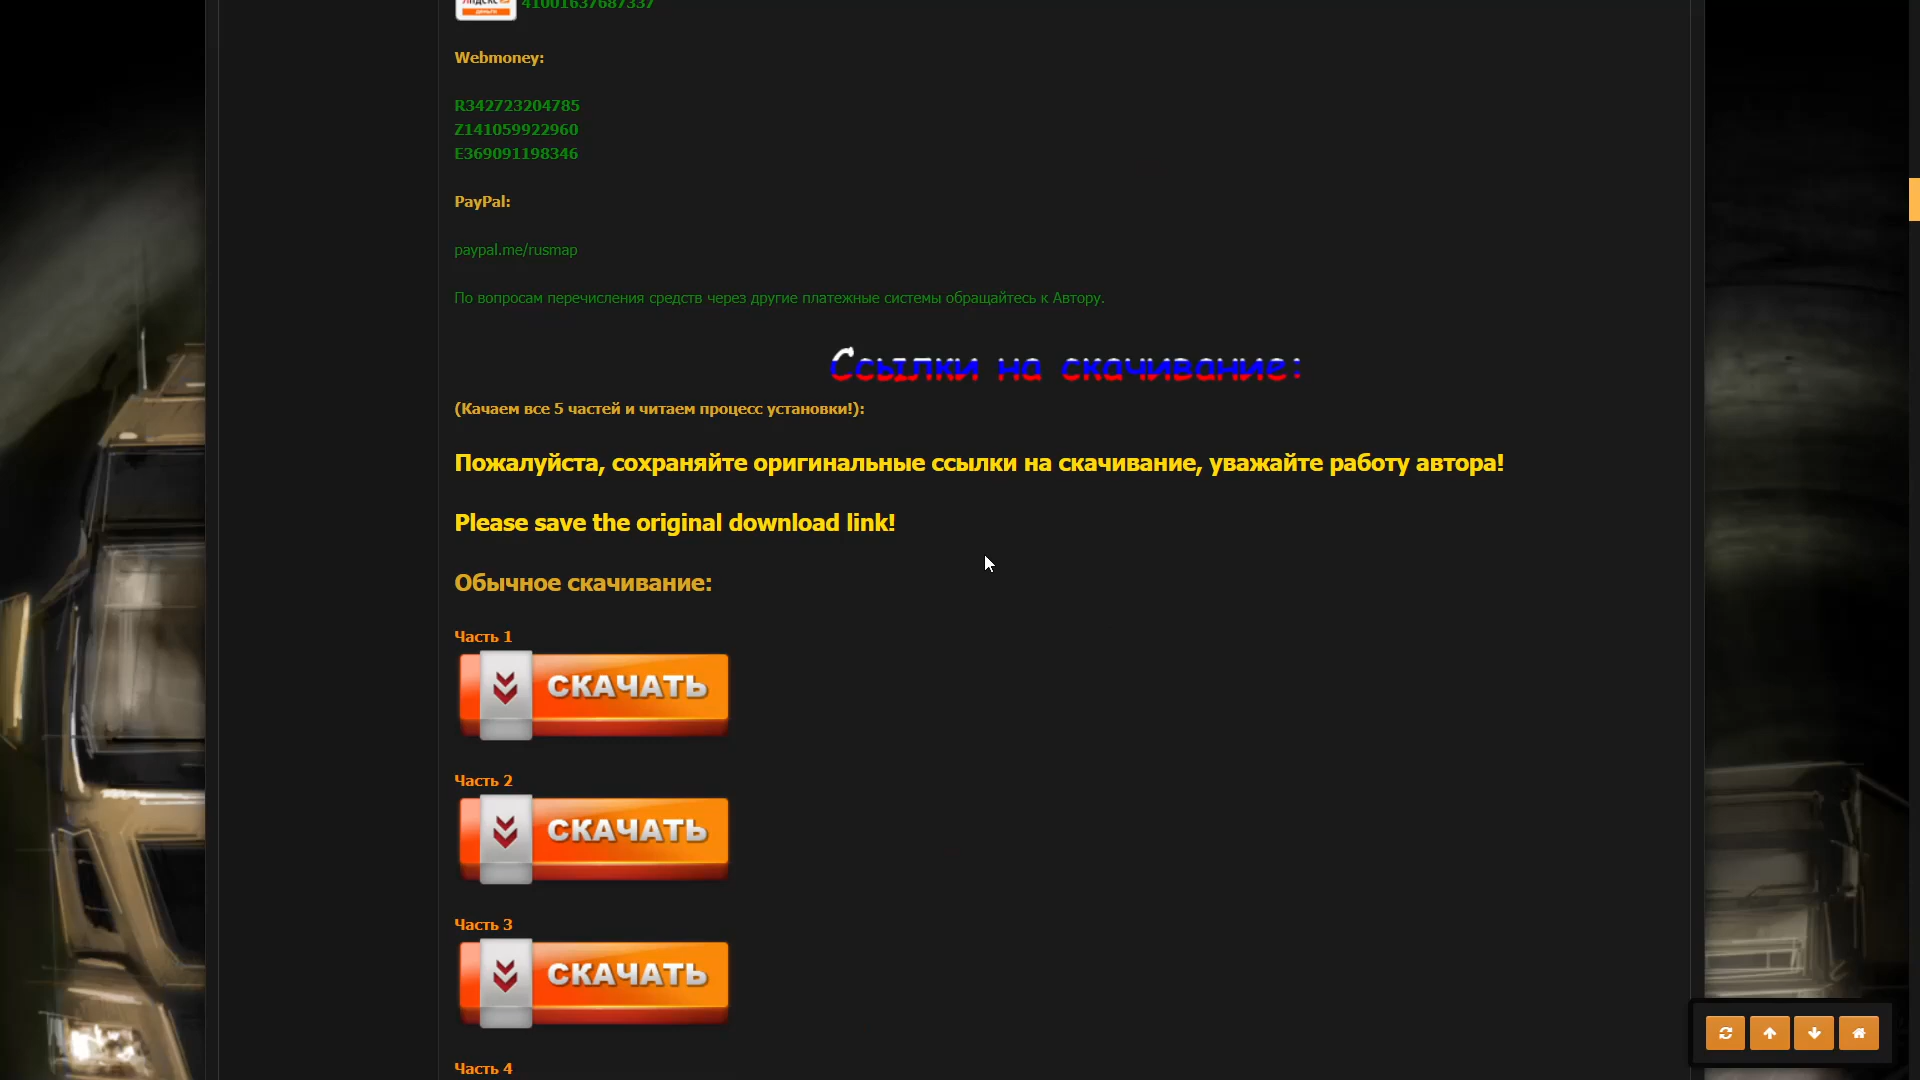 41001637687337
Webmoney:
R342723204785
Z141059922960
E369091198346
PayPal:
paypal.me/rusmap
По вопросам перечисления средств через другие платежные системы обращайтесь к Автору.
Ссылки на скачивание:
(Качаем все 5 частей и читаем процесс установки!):
Пожалуйста, сохраняйте оригинальные ссылки на скачивание, уважайте работу автора!
Please save the original download link!
Обычное скачивание:
Часть 1
СКАЧАТЬ
Часть 2
СКАЧАТЬ
Часть 3
СКАЧАТЬ
Часть 4